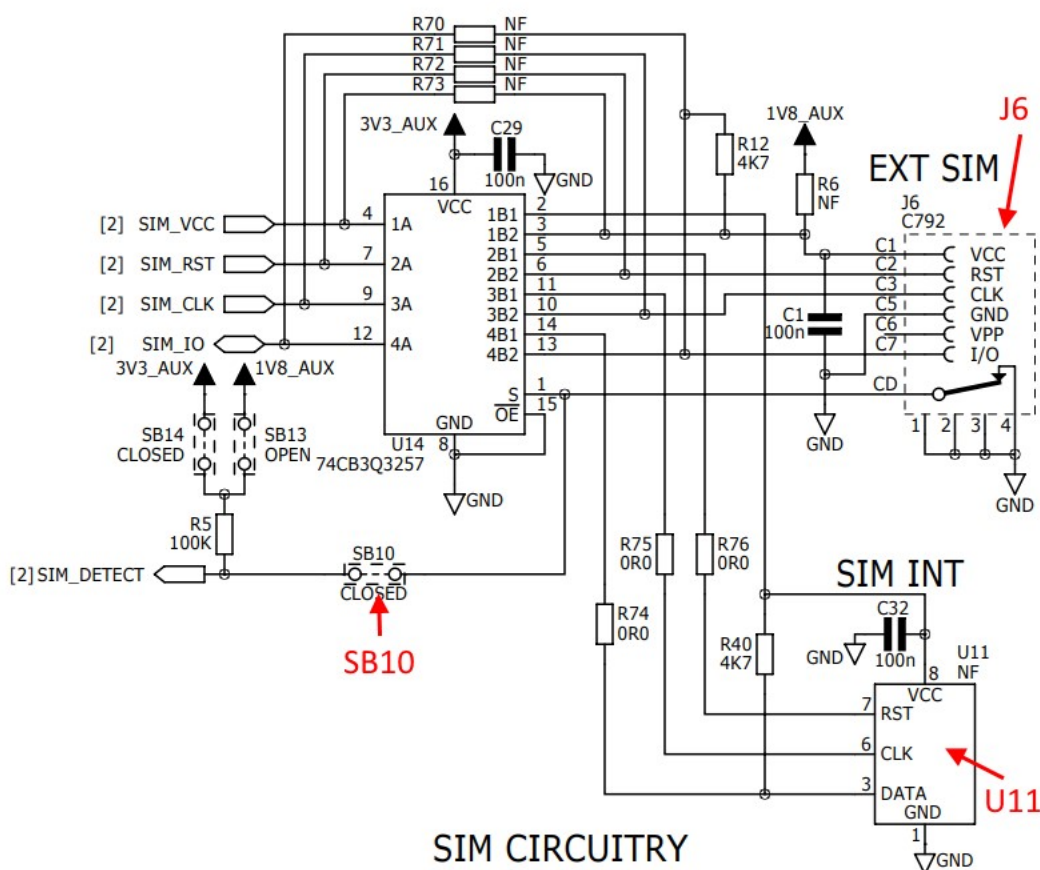 R70 NF
R71 NF
R72 NF
R73 NF
3V3_AUX
C29
100n
GND
1V8_AUX
R12
4K7
R6
NF
J6
EXT SIM
J6
C792
16
VCC
[2] SIM_VCC 4 1A
[2] SIM_RST 7 2A
[2] SIM_CLK 9 3A
[2] SIM_IO 12 4A
1B1 2
1B2 3
2B1 5
2B2 6
3B1 11
3B2 10
4B1 14
4B2 13
S 1
OE 15
GND
8
U14
74CB3Q3257
GND
C1 VCC
C2 RST
C3 CLK
C5 GND
C6 VPP
C7 I/O
CD
C1
100n
GND
1 2 3 4
GND
3V3_AUX 1V8_AUX
SB14
CLOSED
SB13
OPEN
R5
100K
[2] SIM_DETECT
SB10
CLOSED
SB10
R75
0R0
R76
0R0
R74
0R0
R40
4K7
SIM INT
C32
100n
GND
U11
NF
8
VCC
7 RST
6 CLK
3 DATA
GND
1
GND
U11
SIM CIRCUITRY